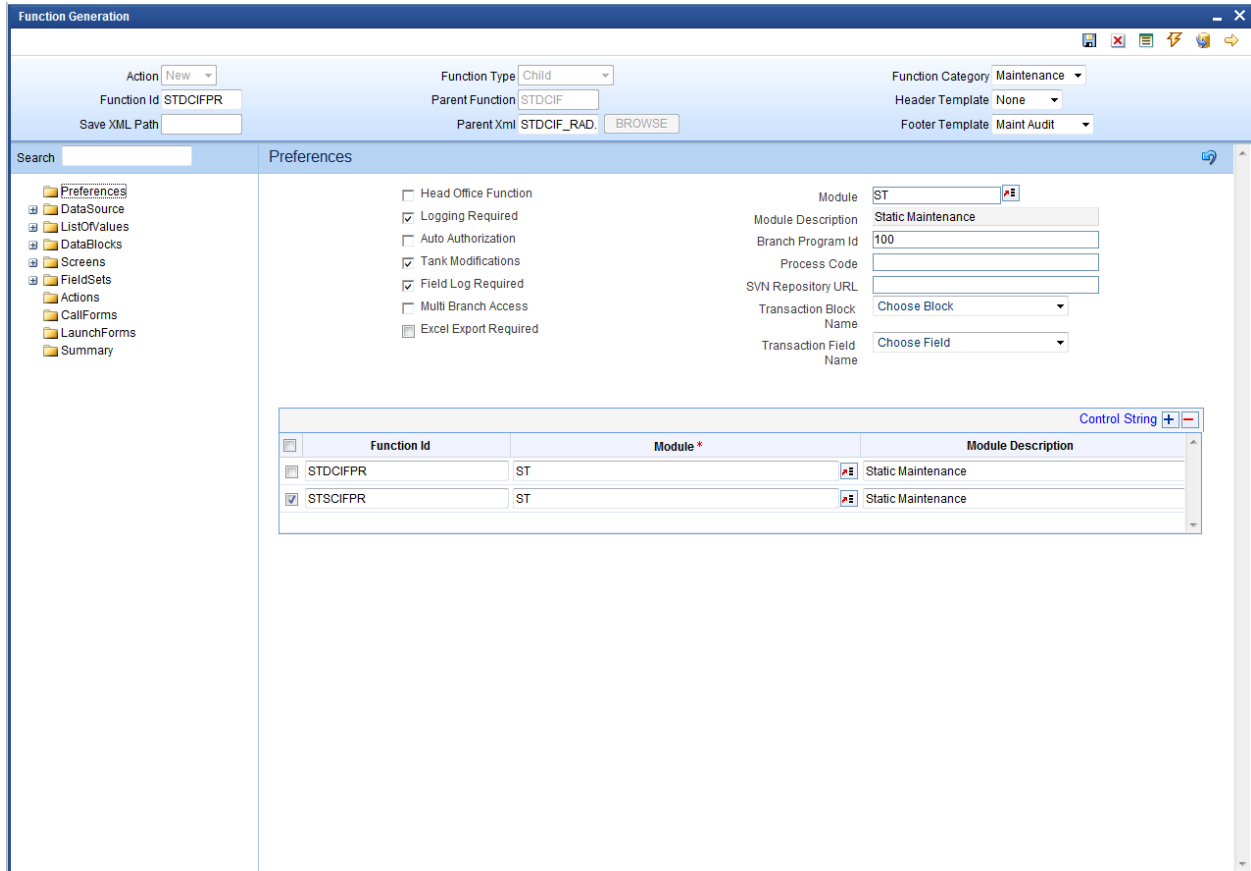 Function Generation
Action New Function Type Child Function Category Maintenance
Function Id STDCIFPR Parent Function STDCIF Header Template None
Save XML Path Parent Xml STDCIF_RAD. BROWSE Footer Template Maint Audit
Search Preferences
Preferences
DataSource
ListOfValues
DataBlocks
Screens
FieldSets
Actions
CallForms
LaunchForms
Summary
Head Office Function
Logging Required
Auto Authorization
Tank Modifications
Field Log Required
Multi Branch Access
Excel Export Required
Module ST
Module Description Static Maintenance
Branch Program Id 100
Process Code
SVN Repository URL
Transaction Block Name Choose Block
Transaction Field Name Choose Field
Control String
Function Id Module * Module Description
STDCIFPR ST Static Maintenance
STSCIFPR ST Static Maintenance